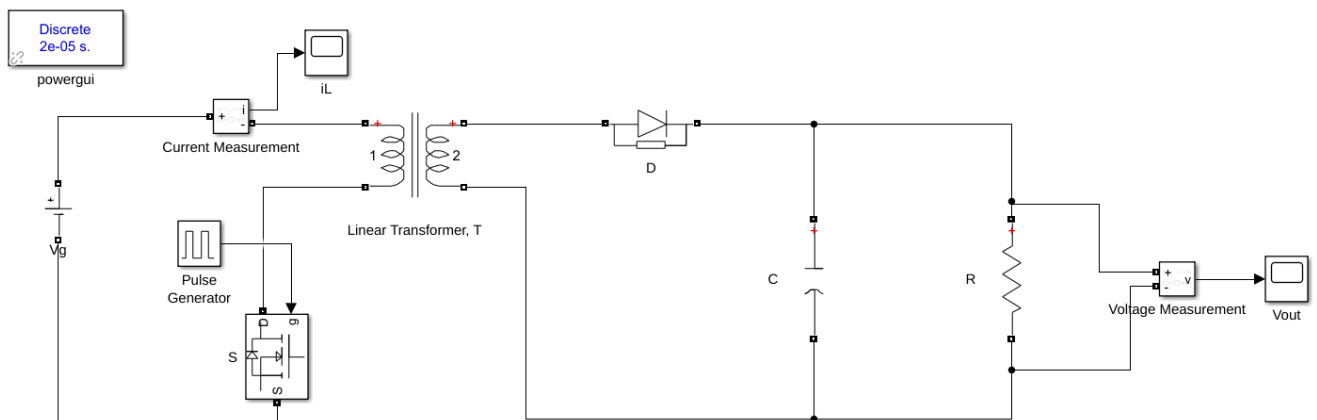 Discrete
2e-05 s.
powergui
iL
i
+
-
Current Measurement
+
+
1
2
D
Linear Transformer, T
+
Vg
Pulse
Generator
D
g
S
S
+
C
+
R
+
-
v
Voltage Measurement
Vout